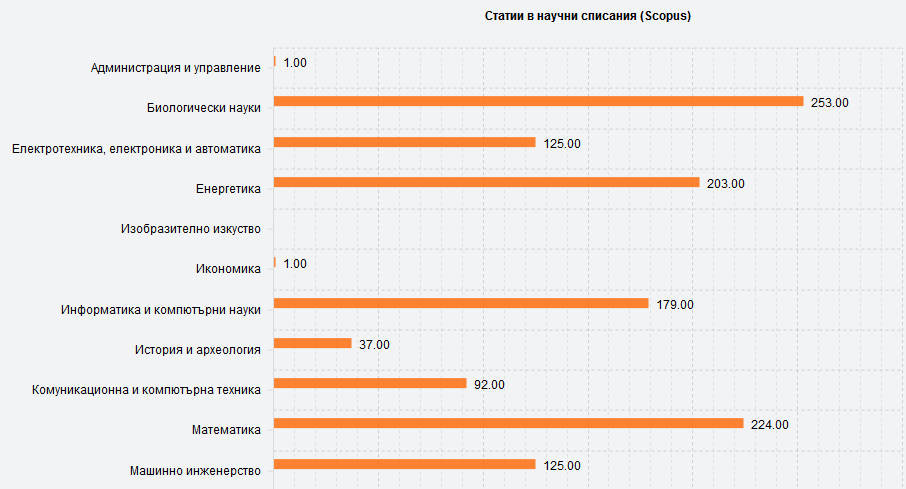 Статии в научни списания (Scopus)
Администрация и управление 1.00
Биологически науки 253.00
Електротехника, електроника и автоматика 125.00
Енергетика 203.00
Изобразително изкуство
Икономика 1.00
Информатика и компютърни науки 179.00
История и археология 37.00
Комуникационна и компютърна техника 92.00
Математика 224.00
Машинно инженерство 125.00